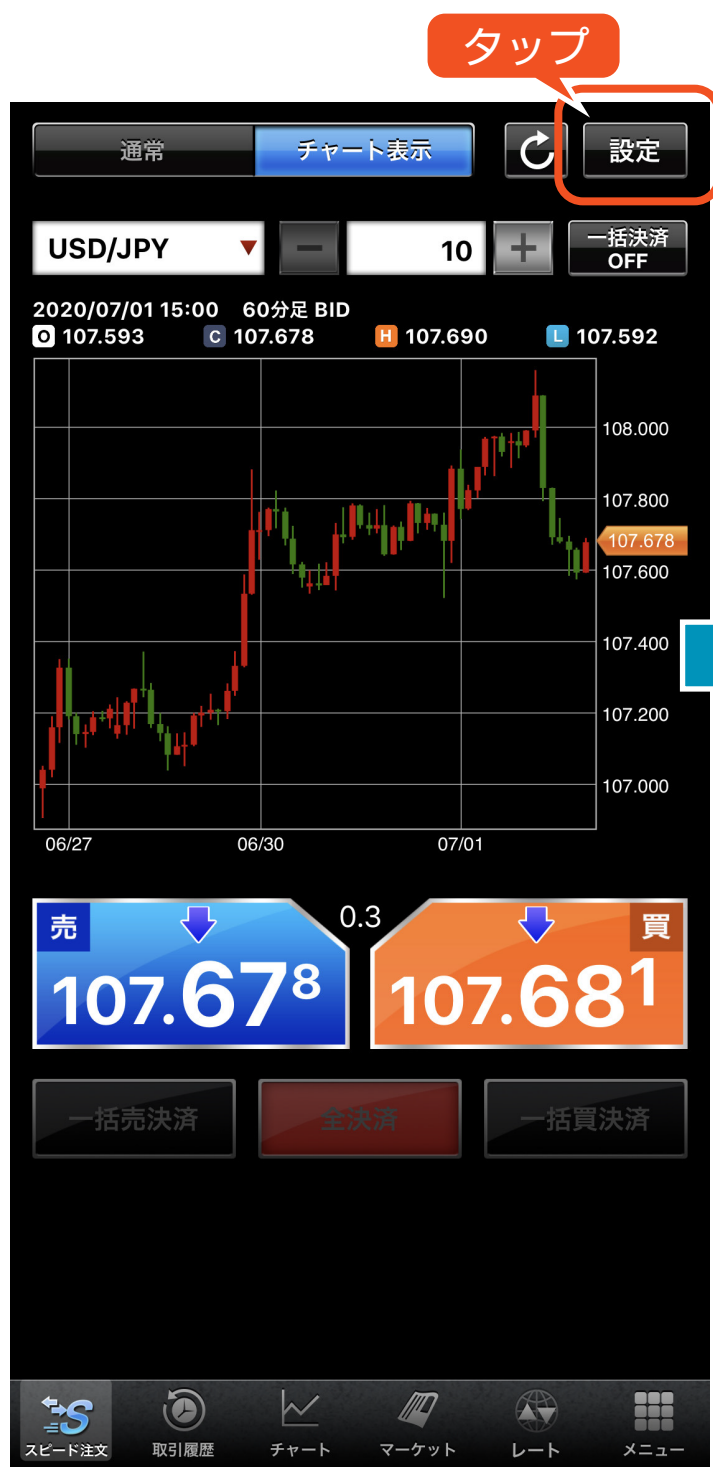 タップ
通常 チャート表示 設定
USD/JPY 10 一括決済
OFF
2020/07/01 15:00 60分足 BID
O 107.593 C 107.678 H 107.690 L 107.592
108.000
107.800
107.678
107.600
107.400
107.200
107.000
06/27 06/30 07/01
売 0.3 買
107.678 107.681
一括売決済 全決済 一括買決済
スピード注文 取引履歴 チャート マーケット レート メニュー